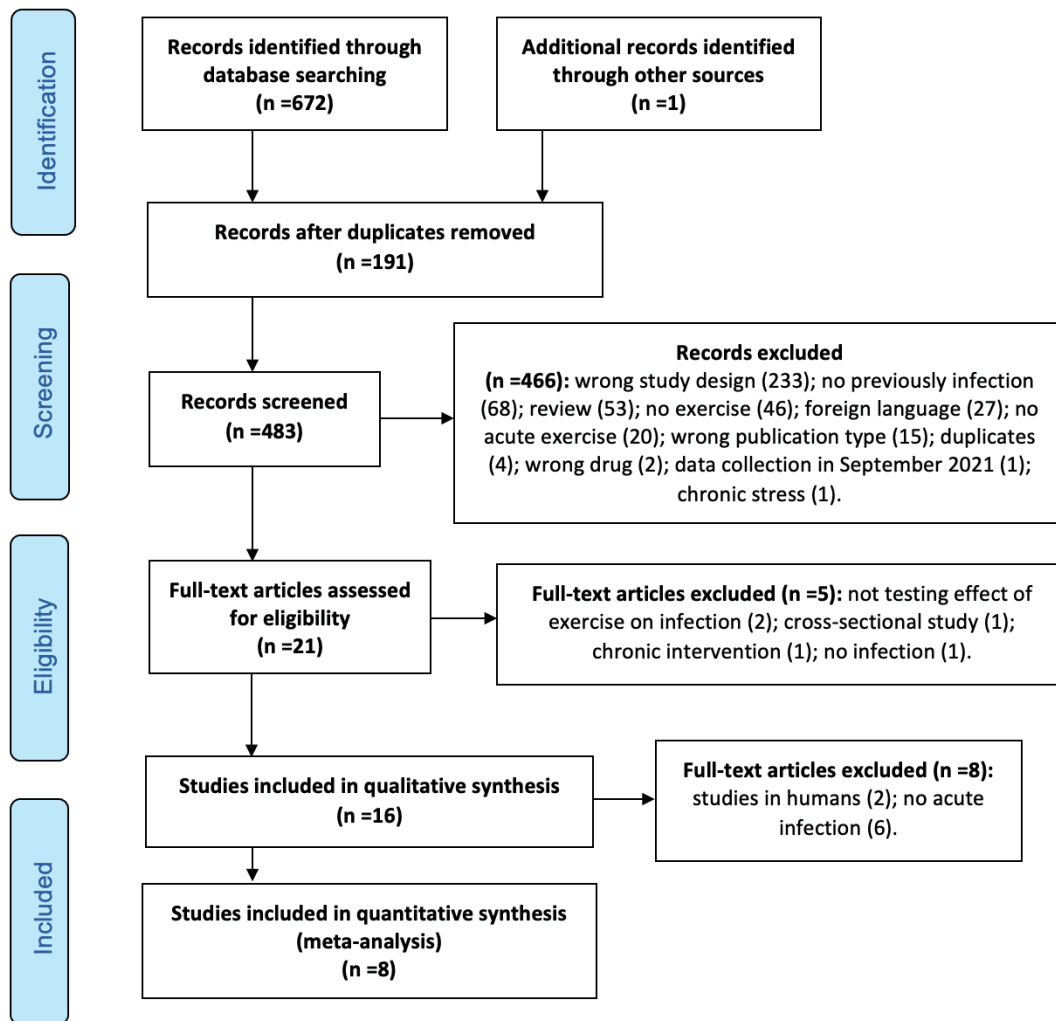 Identification
Records identified through
database searching
(n =672)
Additional records identified
through other sources
(n =1)
Records after duplicates removed
(n =191)
Screening
Records screened
(n =483)
Records excluded
(n =466): wrong study design (233); no previously infection
(68); review (53); no exercise (46); foreign language (27); no
acute exercise (20); wrong publication type (15); duplicates
(4); wrong drug (2); data collection in September 2021 (1);
chronic stress (1).
Eligibility
Full-text articles assessed
for eligibility
(n =21)
Full-text articles excluded (n =5): not testing effect of
exercise on infection (2); cross-sectional study (1);
chronic intervention (1); no infection (1).
Included
Studies included in qualitative synthesis
(n =16)
Full-text articles excluded (n =8):
studies in humans (2); no acute
infection (6).
Studies included in quantitative synthesis
(meta-analysis)
(n =8)